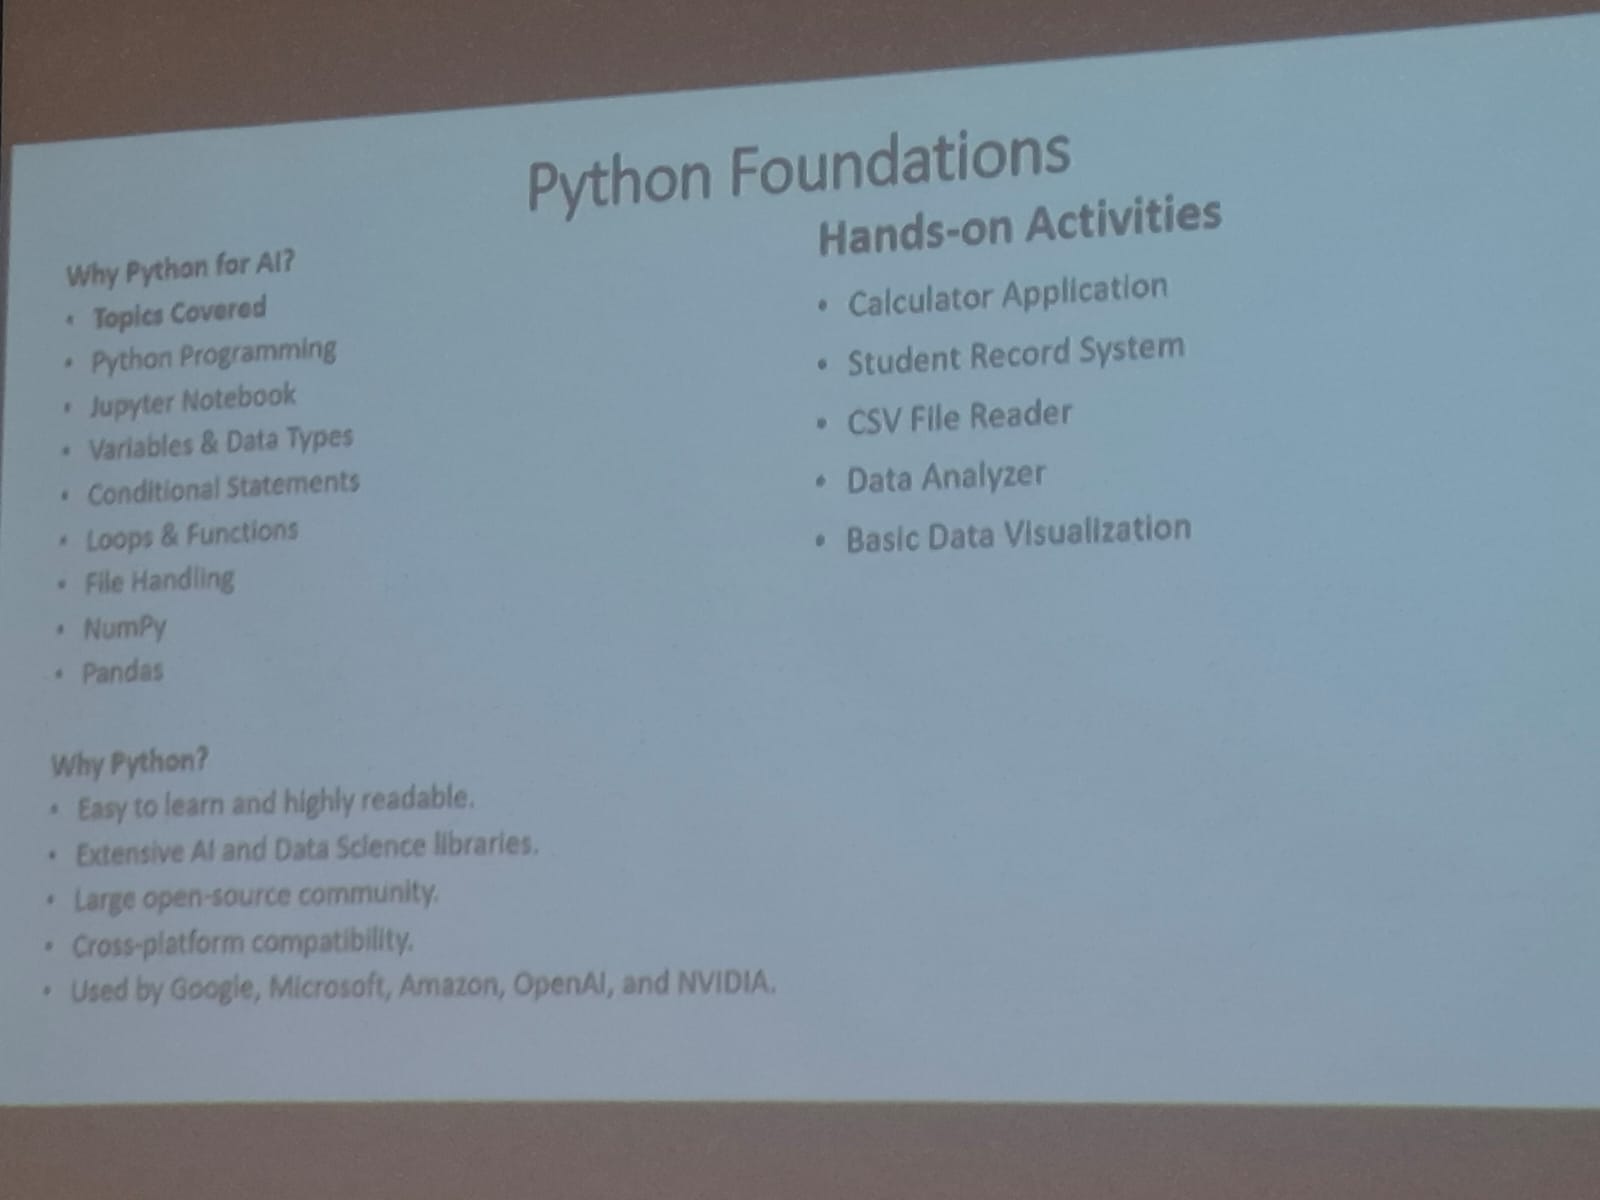 Python Foundations
Why Python for AI?
• Topics Covered
• Python Programming
• Jupyter Notebook
• Variables & Data Types
• Conditional Statements
• Loops & Functions
• File Handling
• NumPy
• Pandas
Why Python?
• Easy to learn and highly readable.
• Extensive AI and Data Science libraries.
• Large open-source community.
• Cross-platform compatibility.
• Used by Google, Microsoft, Amazon, OpenAI, and NVIDIA.
Hands-on Activities
• Calculator Application
• Student Record System
• CSV File Reader
• Data Analyzer
• Basic Data Visualization